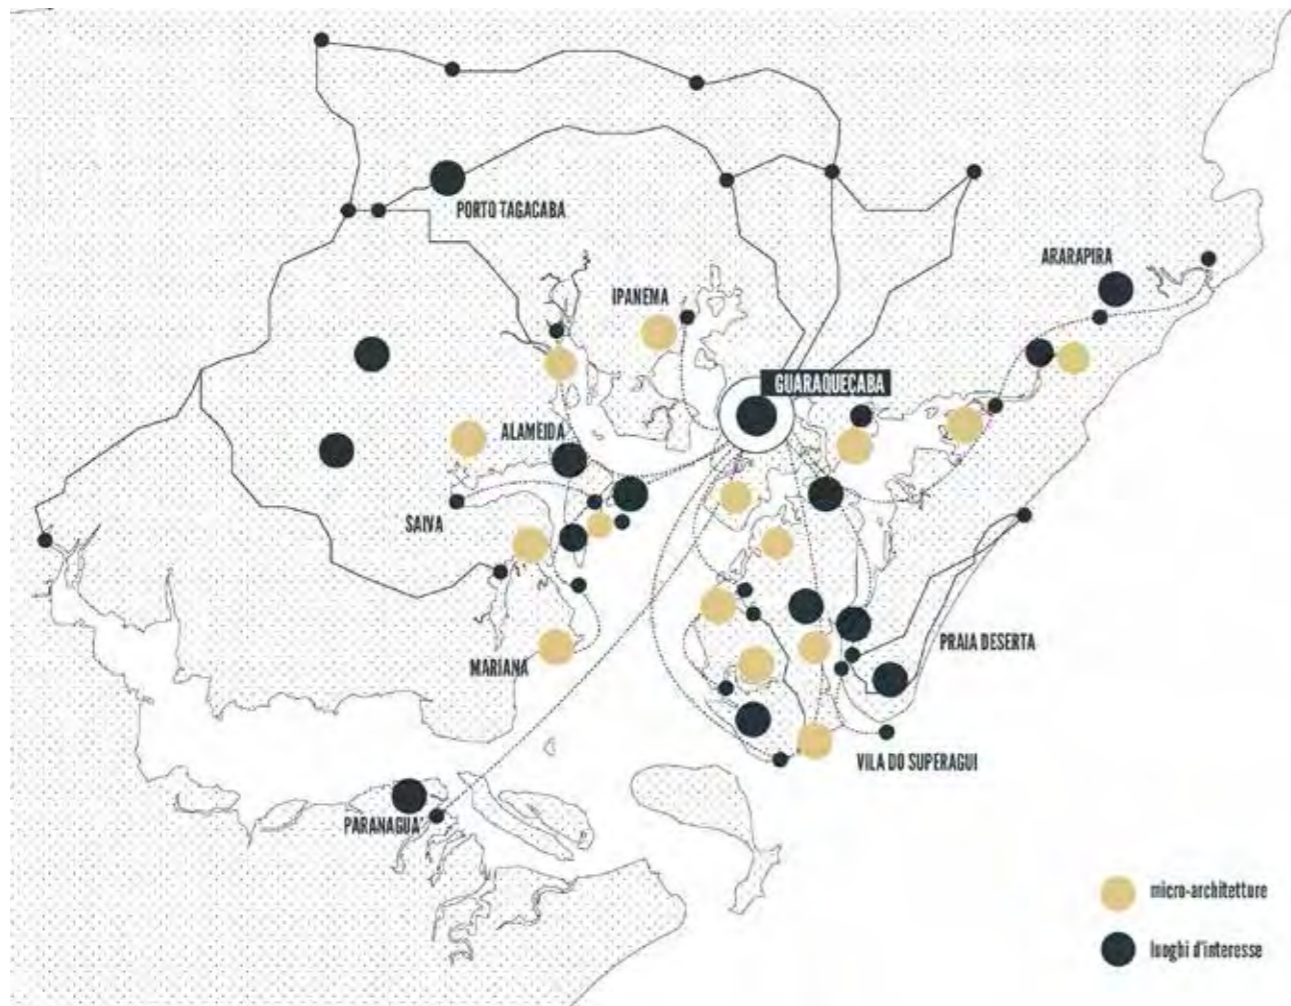 PORTO TAGACABA
ARARAPIRA
IPANEMA
GUARAQUECABA
ALAMEIDA
SAIVA
PRAIA DESERTA
MARIANA
VILA DO SUPERAGUI
PARANAGUA'
micro-architetture
luoghi d'interesse